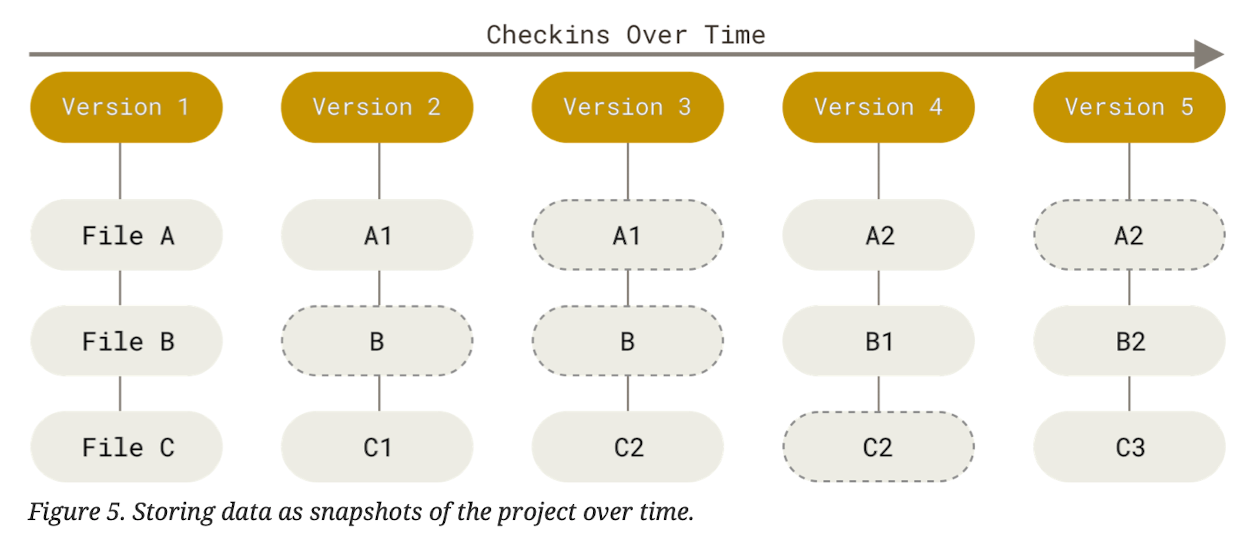 Checkins Over Time
Version 1 Version 2 Version 3 Version 4 Version 5
File A A1 A1 A2 A2
File B B B B1 B2
File C C1 C2 C2 C3
Figure 5. Storing data as snapshots of the project over time.